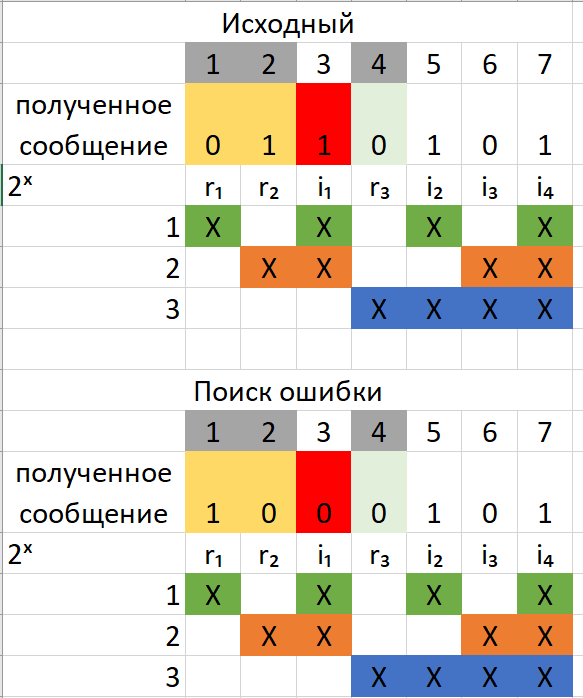 Исходный
1 2 3 4 5 6 7
полученное
сообщение 0 1 1 0 1 0 1
2ˣ r₁ r₂ i₁ r₃ i₂ i₃ i₄
1 X X X X
2 X X X X
3 X X X X
Поиск ошибки
1 2 3 4 5 6 7
полученное
сообщение 1 0 0 0 1 0 1
2ˣ r₁ r₂ i₁ r₃ i₂ i₃ i₄
1 X X X X
2 X X X X
3 X X X X